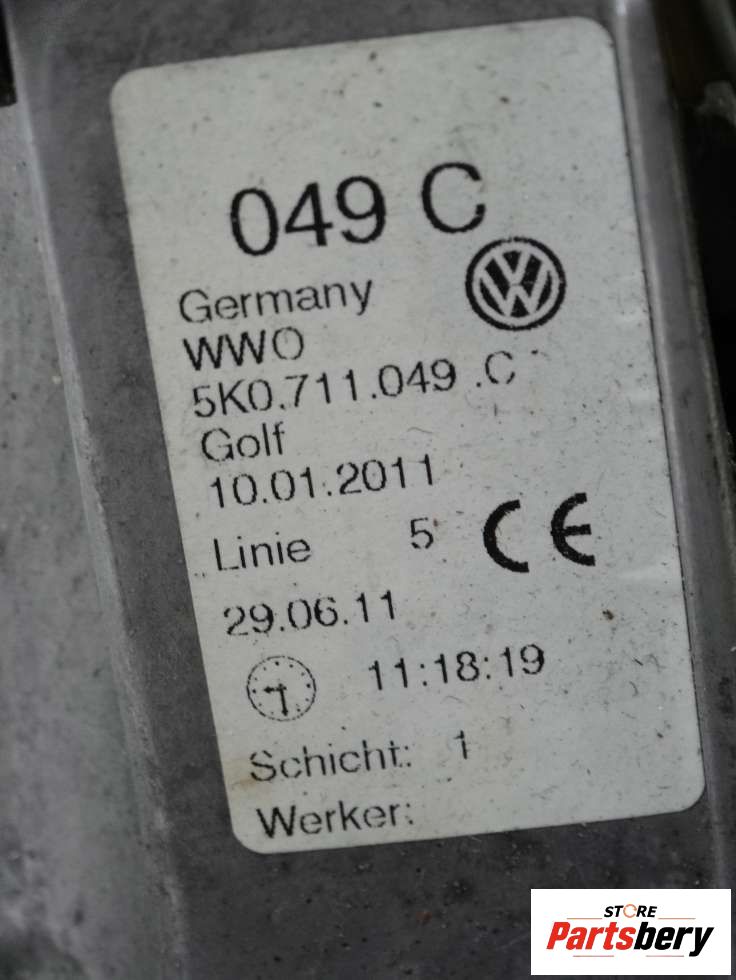 049 C
Germany
WWO
5K0.711.049 .C
Golf
10.01.2011
Linie 5 CE
29.06.11
11:18:19
Schicht: 1
Werker:
STORE
Partsbery